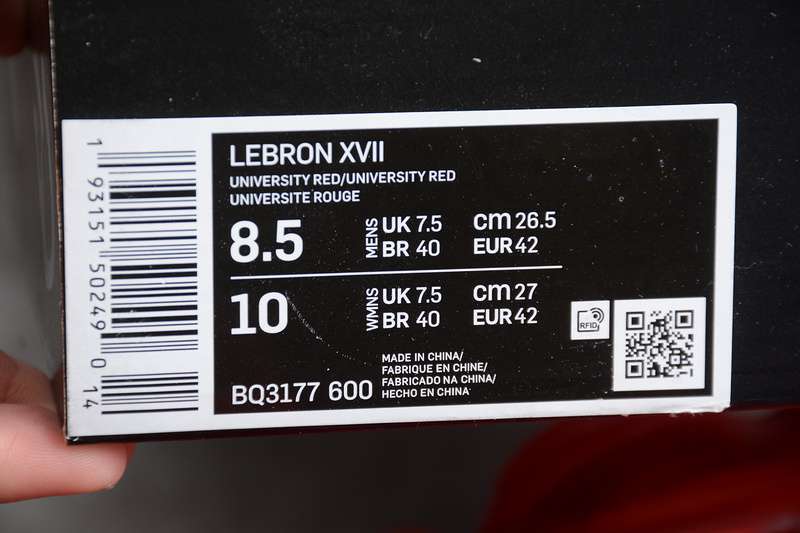 LEBRON XVII
UNIVERSITY RED/UNIVERSITY RED
UNIVERSITE ROUGE
8.5 MENS UK 7.5 CM 26.5
BR 40 EUR 42
10 WMNS UK 7.5 CM 27
BR 40 EUR 42
RFID
MADE IN CHINA/
FABRIQUE EN CHINE/
FABRICADO NA CHINA/
HECHO EN CHINA
BQ3177 600
1 93151 50249 0 14